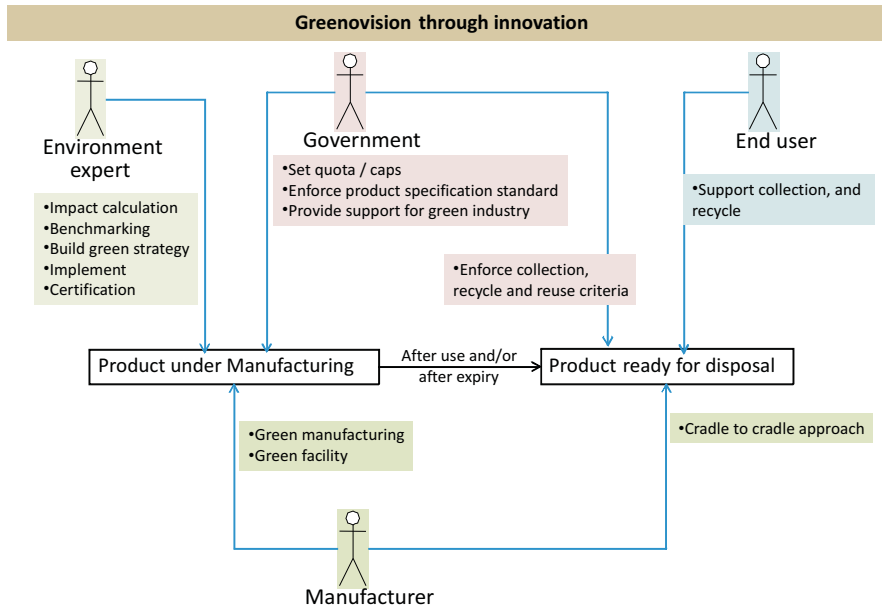 Greenovision through innovation
Environment
expert
Government
End user
•Impact calculation
•Benchmarking
•Build green strategy
•Implement
•Certification
•Set quota / caps
•Enforce product specification standard
•Provide support for green industry
•Support collection, and
recycle
•Enforce collection,
recycle and reuse criteria
Product under Manufacturing
After use and/or
after expiry
Product ready for disposal
•Green manufacturing
•Green facility
•Cradle to cradle approach
Manufacturer